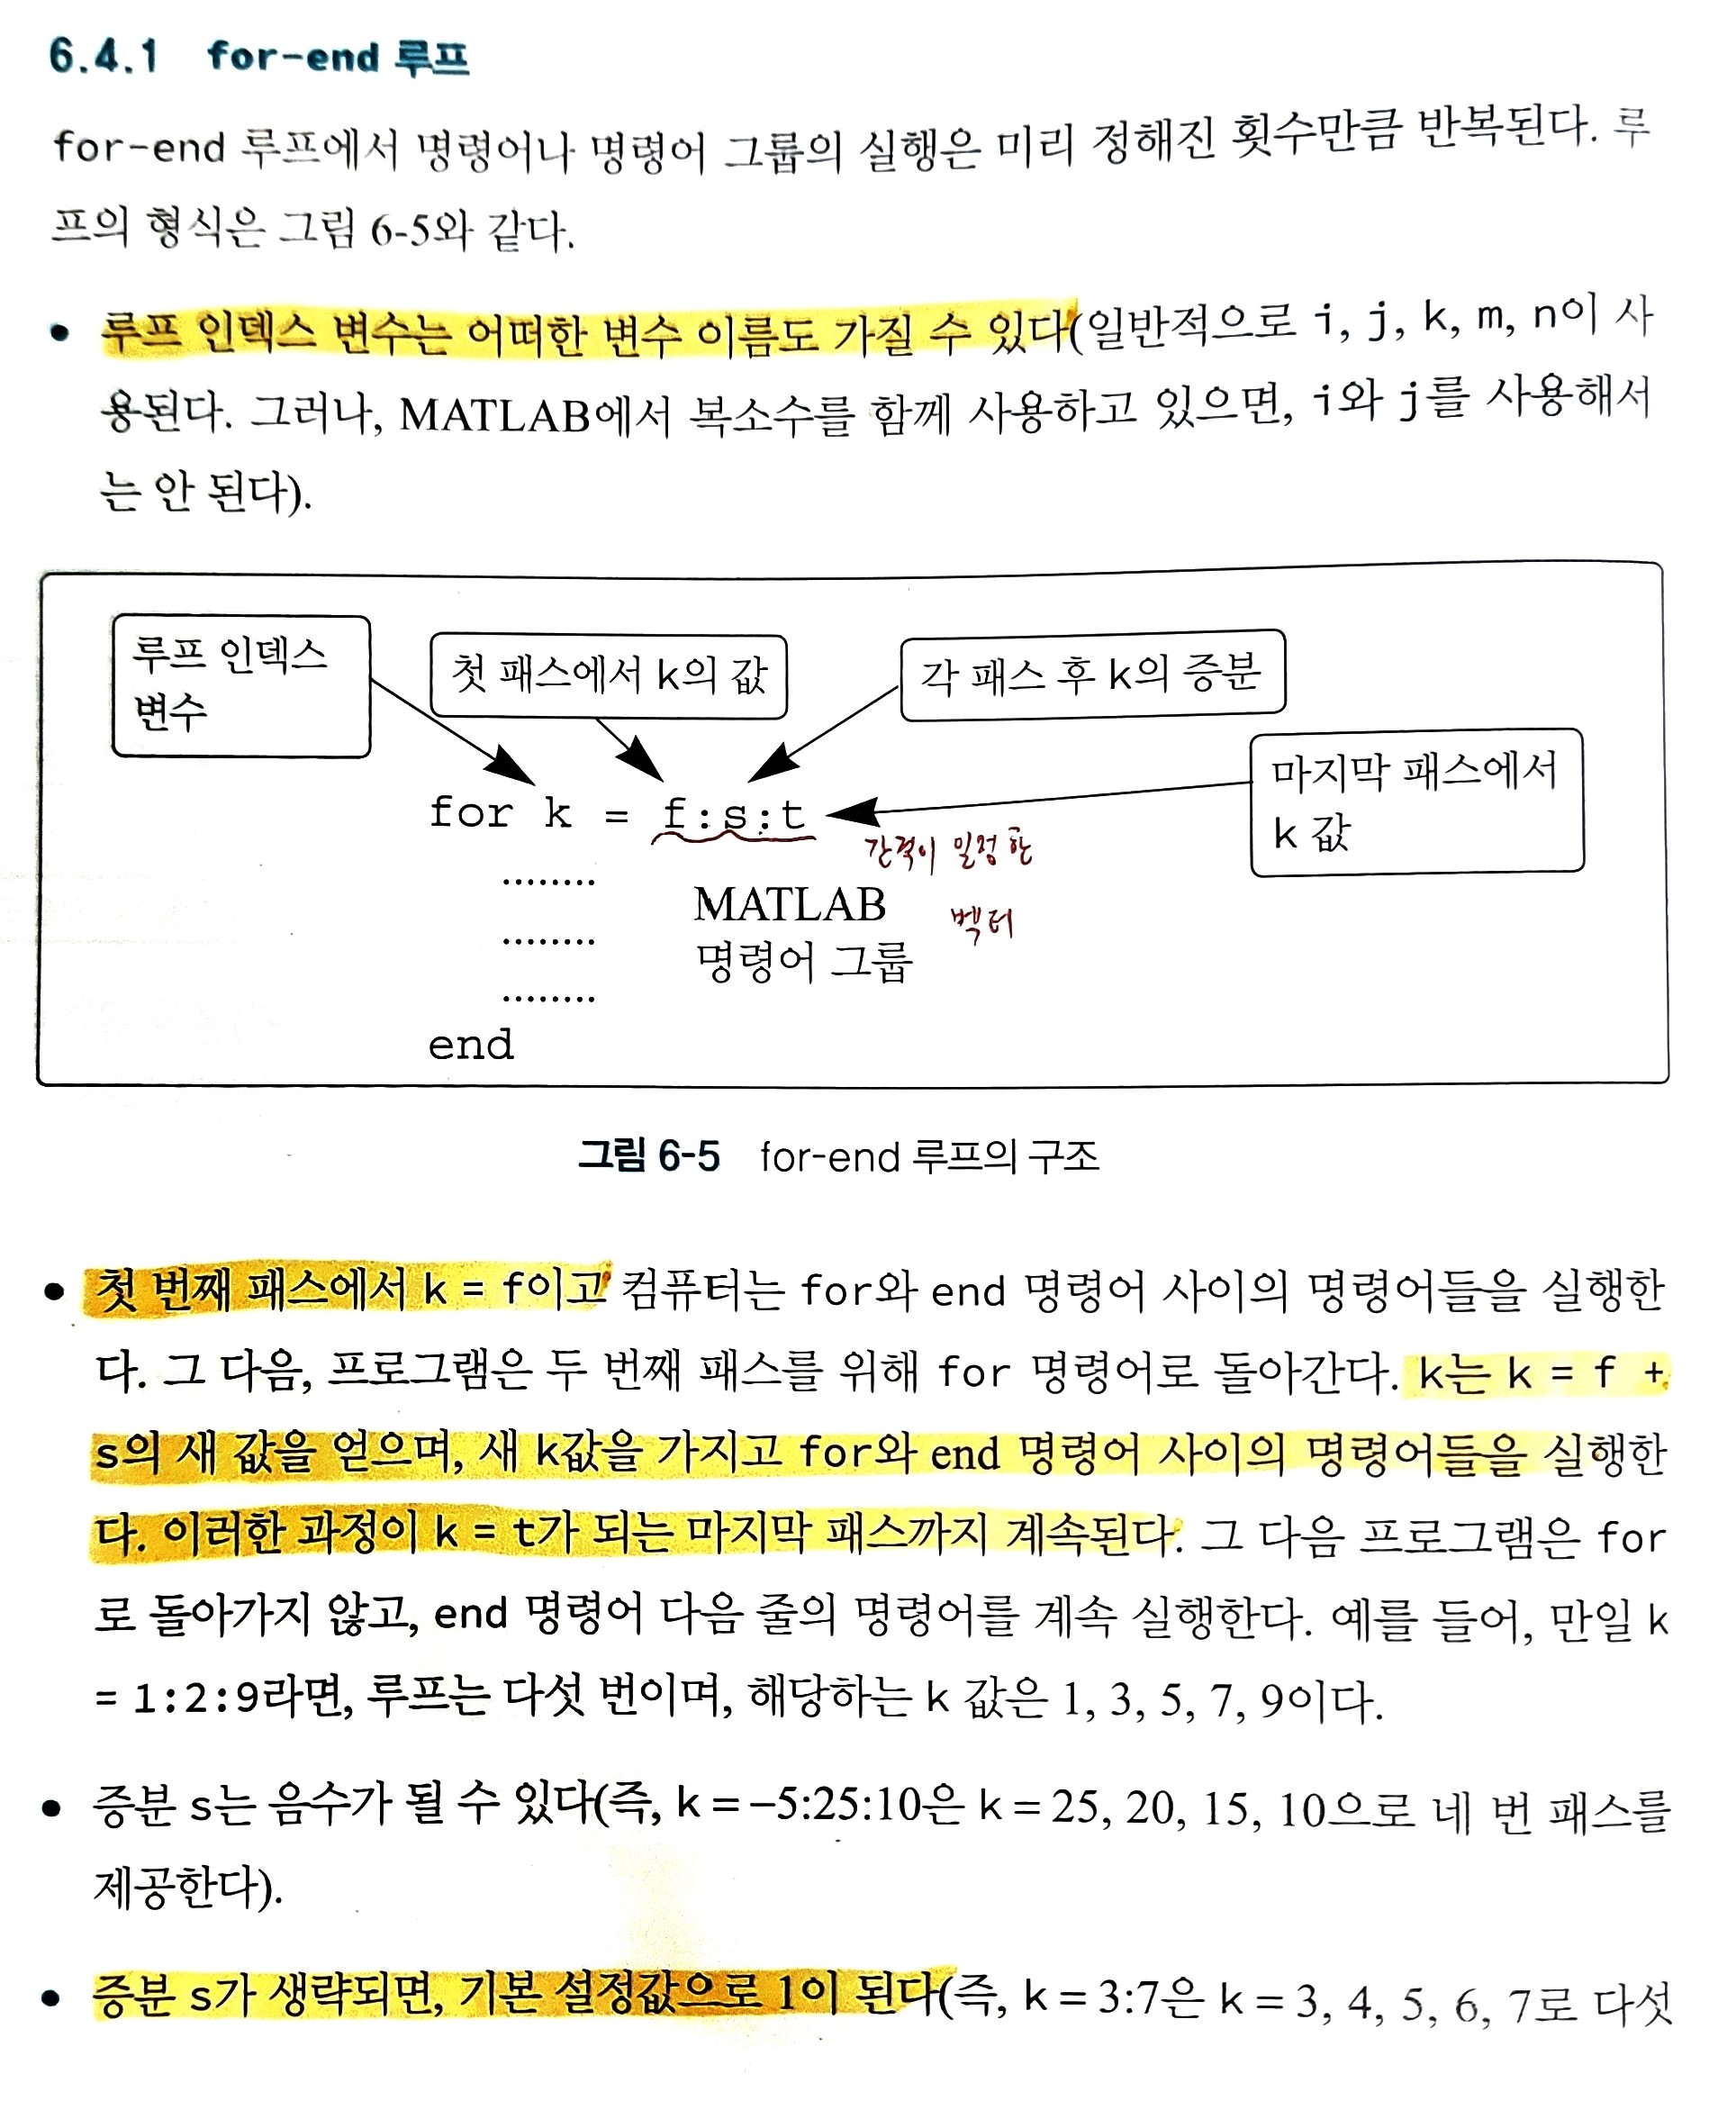 6.4.1 for-end 루프
for-end 루프에서 명령어나 명령어 그룹의 실행은 미리 정해진 횟수만큼 반복된다. 루
프의 형식은 그림 6-5와 같다.
• 루프 인덱스 변수는 어떠한 변수 이름도 가질 수 있다(일반적으로 i, j, k, m, n이 사
용된다. 그러나, MATLAB에서 복소수를 함께 사용하고 있으면, i와 j를 사용해서
는 안 된다).
루프 인덱스
변수
첫 패스에서 k의 값
각 패스 후 k의 증분
마지막 패스에서
k 값
for k = f:s:t
간격이 일정한
........
MATLAB
벡터
........
명령어 그룹
........
end
그림 6-5 for-end 루프의 구조
• 첫 번째 패스에서 k = f이고 컴퓨터는 for와 end 명령어 사이의 명령어들을 실행한
다. 그 다음, 프로그램은 두 번째 패스를 위해 for 명령어로 돌아간다. k는 k = f +
s의 새 값을 얻으며, 새 k값을 가지고 for와 end 명령어 사이의 명령어들을 실행한
다. 이러한 과정이 k = t가 되는 마지막 패스까지 계속된다. 그 다음 프로그램은 for
로 돌아가지 않고, end 명령어 다음 줄의 명령어를 계속 실행한다. 예를 들어, 만일 k
= 1:2:9라면, 루프는 다섯 번이며, 해당하는 k 값은 1, 3, 5, 7, 9이다.
• 증분 s는 음수가 될 수 있다(즉, k = –5:25:10은 k = 25, 20, 15, 10으로 네 번 패스를
제공한다).
• 증분 s가 생략되면, 기본 설정값으로 1이 된다(즉, k = 3:7은 k = 3, 4, 5, 6, 7로 다섯